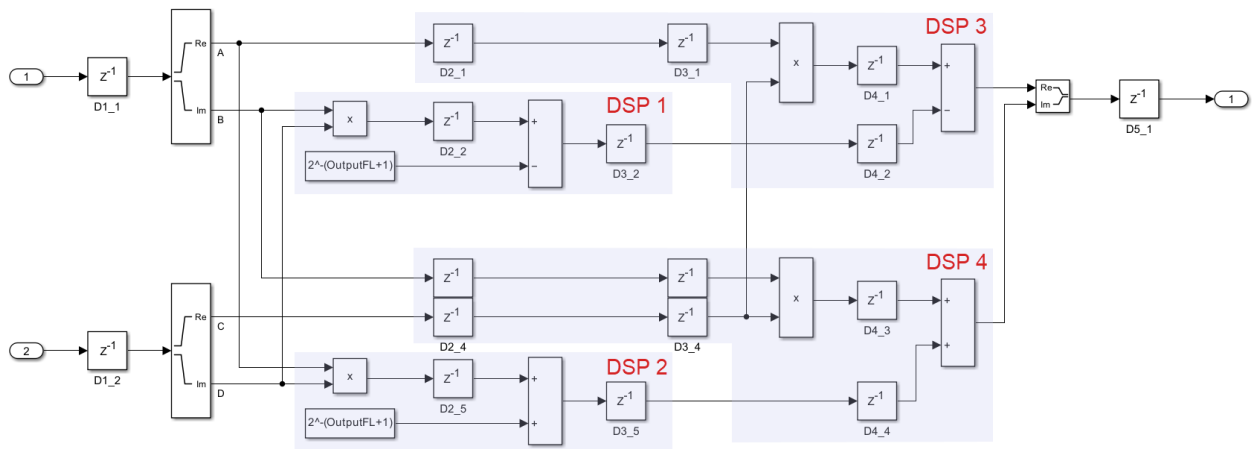 DSP 3
Z-1
D2_1
Z-1
D3_1
x
Z-1
D4_1
+
−
Re
A
1
Z-1
D1_1
Im
B
DSP 1
x
Z-1
D2_2
+
−
2^-(OutputFL+1)
Z-1
D3_2
Z-1
D4_2
Re
Im
Z-1
D5_1
1
DSP 4
Z-1
Z-1
x
Z-1
D4_3
+
+
Re
C
Z-1
D2_4
Z-1
D3_4
2
Z-1
D1_2
Im
D
DSP 2
x
Z-1
D2_5
+
+
2^-(OutputFL+1)
Z-1
D3_5
Z-1
D4_4